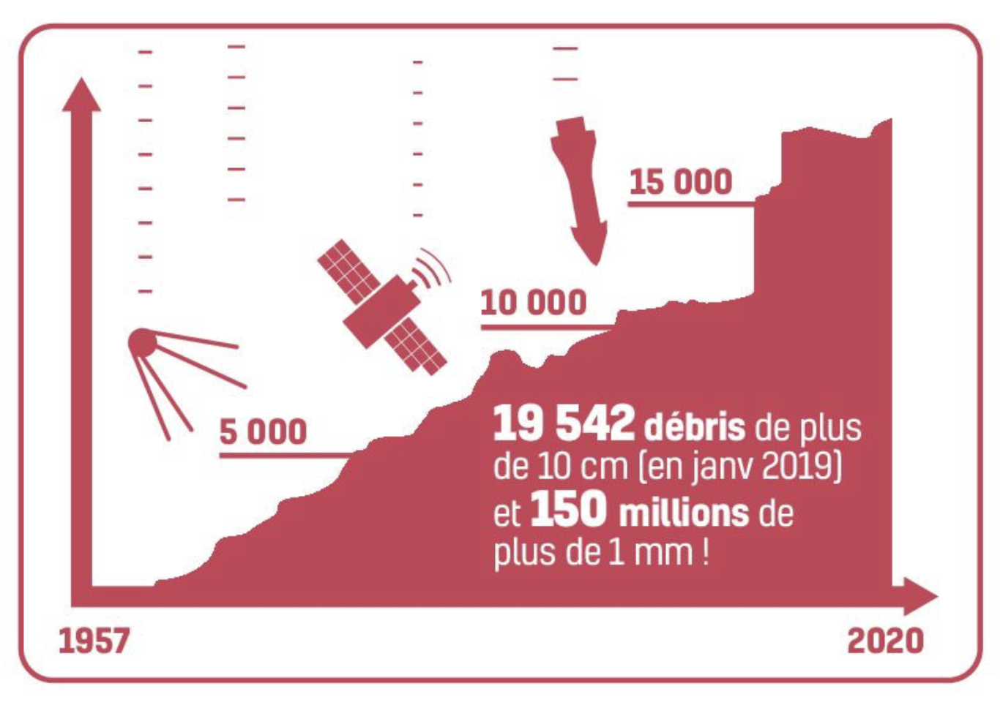 15 000
10 000
5 000
19 542 débris de plus
de 10 cm (en janv 2019)
et 150 millions de
plus de 1 mm !
1957
2020